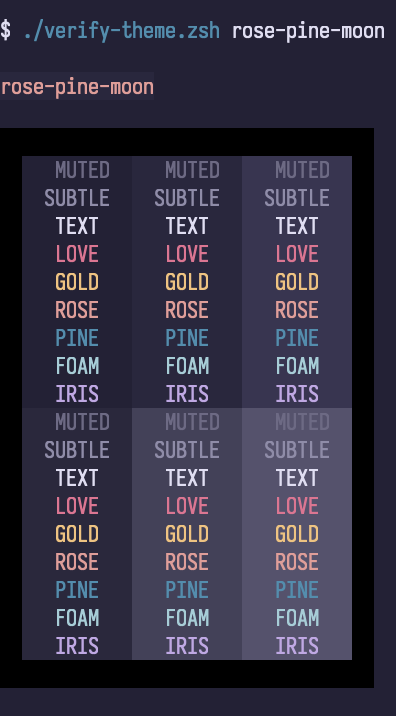 $ ./verify-theme.zsh rose-pine-moon
rose-pine-moon
MUTED MUTED MUTED
SUBTLE SUBTLE SUBTLE
TEXT TEXT TEXT
LOVE LOVE LOVE
GOLD GOLD GOLD
ROSE ROSE ROSE
PINE PINE PINE
FOAM FOAM FOAM
IRIS IRIS IRIS
MUTED MUTED MUTED
SUBTLE SUBTLE SUBTLE
TEXT TEXT TEXT
LOVE LOVE LOVE
GOLD GOLD GOLD
ROSE ROSE ROSE
PINE PINE PINE
FOAM FOAM FOAM
IRIS IRIS IRIS